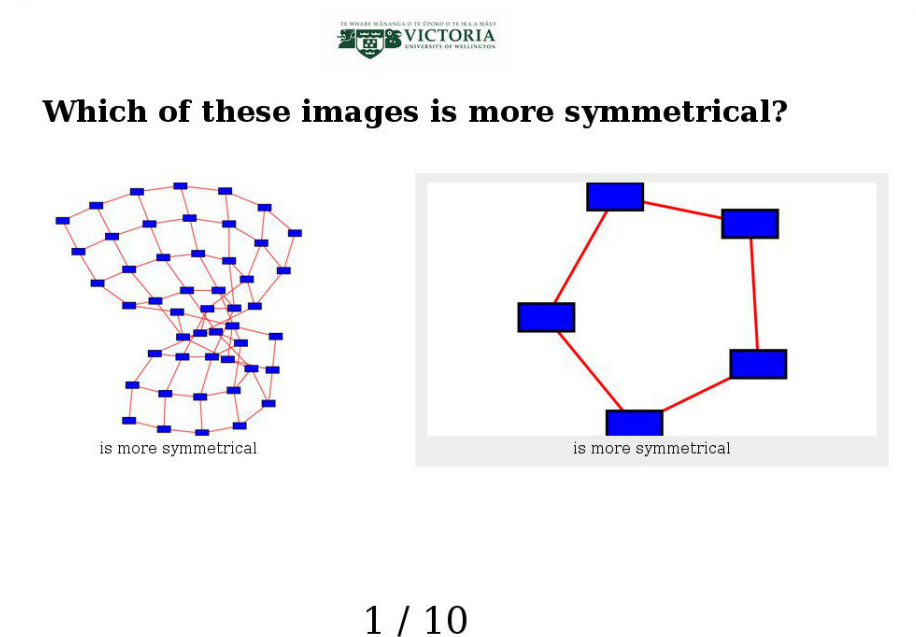 TE WHARE WĀNANGA O TE ŪPOKO O TE IKA A MĀUI
VICTORIA
UNIVERSITY OF WELLINGTON
Which of these images is more symmetrical?
is more symmetrical
is more symmetrical
1 / 10